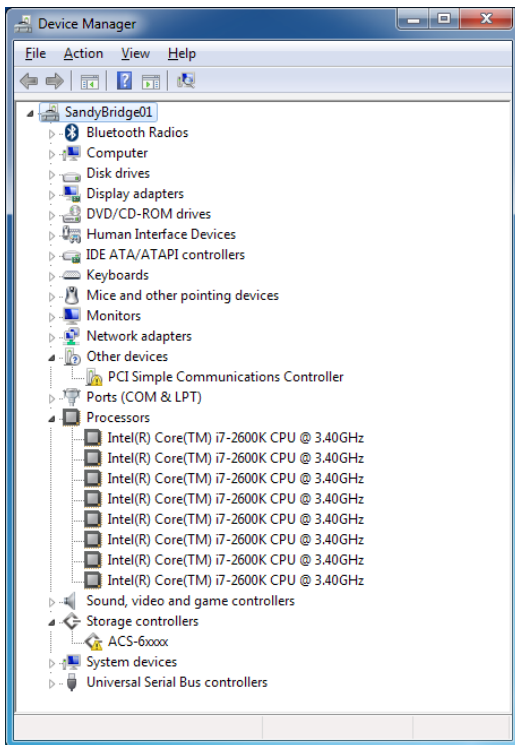 Device Manager
File Action View Help
SandyBridge01
Bluetooth Radios
Computer
Disk drives
Display adapters
DVD/CD-ROM drives
Human Interface Devices
IDE ATA/ATAPI controllers
Keyboards
Mice and other pointing devices
Monitors
Network adapters
Other devices
PCI Simple Communications Controller
Ports (COM & LPT)
Processors
Intel(R) Core(TM) i7-2600K CPU @ 3.40GHz
Intel(R) Core(TM) i7-2600K CPU @ 3.40GHz
Intel(R) Core(TM) i7-2600K CPU @ 3.40GHz
Intel(R) Core(TM) i7-2600K CPU @ 3.40GHz
Intel(R) Core(TM) i7-2600K CPU @ 3.40GHz
Intel(R) Core(TM) i7-2600K CPU @ 3.40GHz
Intel(R) Core(TM) i7-2600K CPU @ 3.40GHz
Intel(R) Core(TM) i7-2600K CPU @ 3.40GHz
Sound, video and game controllers
Storage controllers
ACS-6xxxx
System devices
Universal Serial Bus controllers